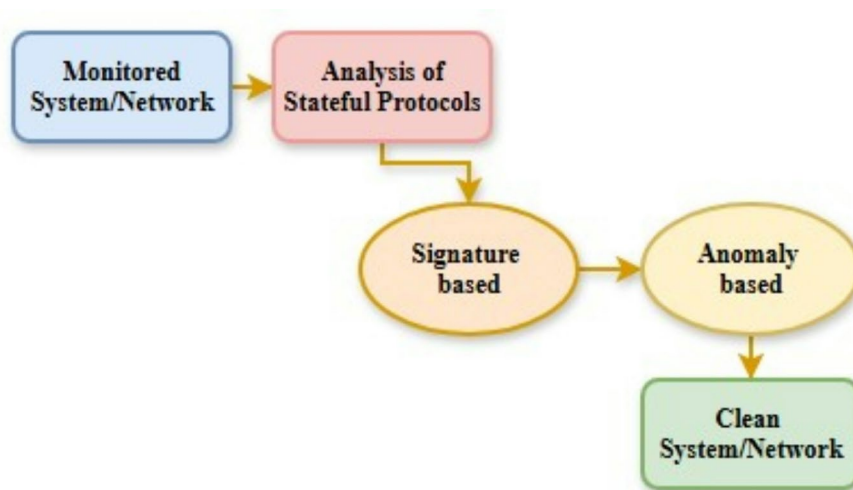 Monitored
System/Network
Analysis of
Stateful Protocols
Signature
based
Anomaly
based
Clean
System/Network